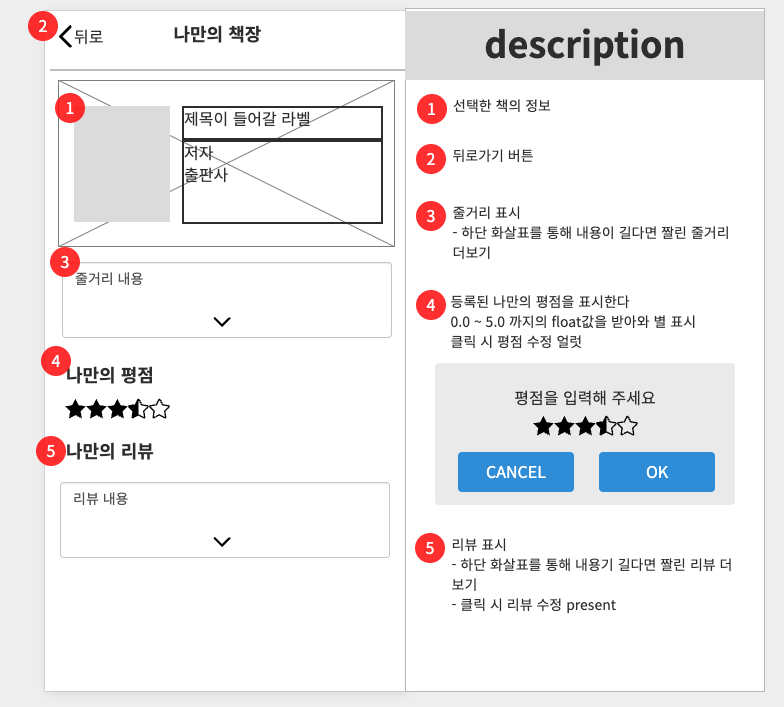 2
뒤로
나만의 책장
1
제목이 들어갈 라벨
저자
출판사
3
줄거리 내용
4
나만의 평점
5
나만의 리뷰
리뷰 내용
description
1
선택한 책의 정보
2
뒤로가기 버튼
3
줄거리 표시
- 하단 화살표를 통해 내용이 길다면 짤린 줄거리
더보기
4
등록된 나만의 평점을 표시한다
0.0 ~ 5.0 까지의 float값을 받아와 별 표시
클릭 시 평점 수정 얼럿
평점을 입력해 주세요
CANCEL
OK
5
리뷰 표시
- 하단 화살표를 통해 내용기 길다면 짤린 리뷰 더
보기
- 클릭 시 리뷰 수정 present